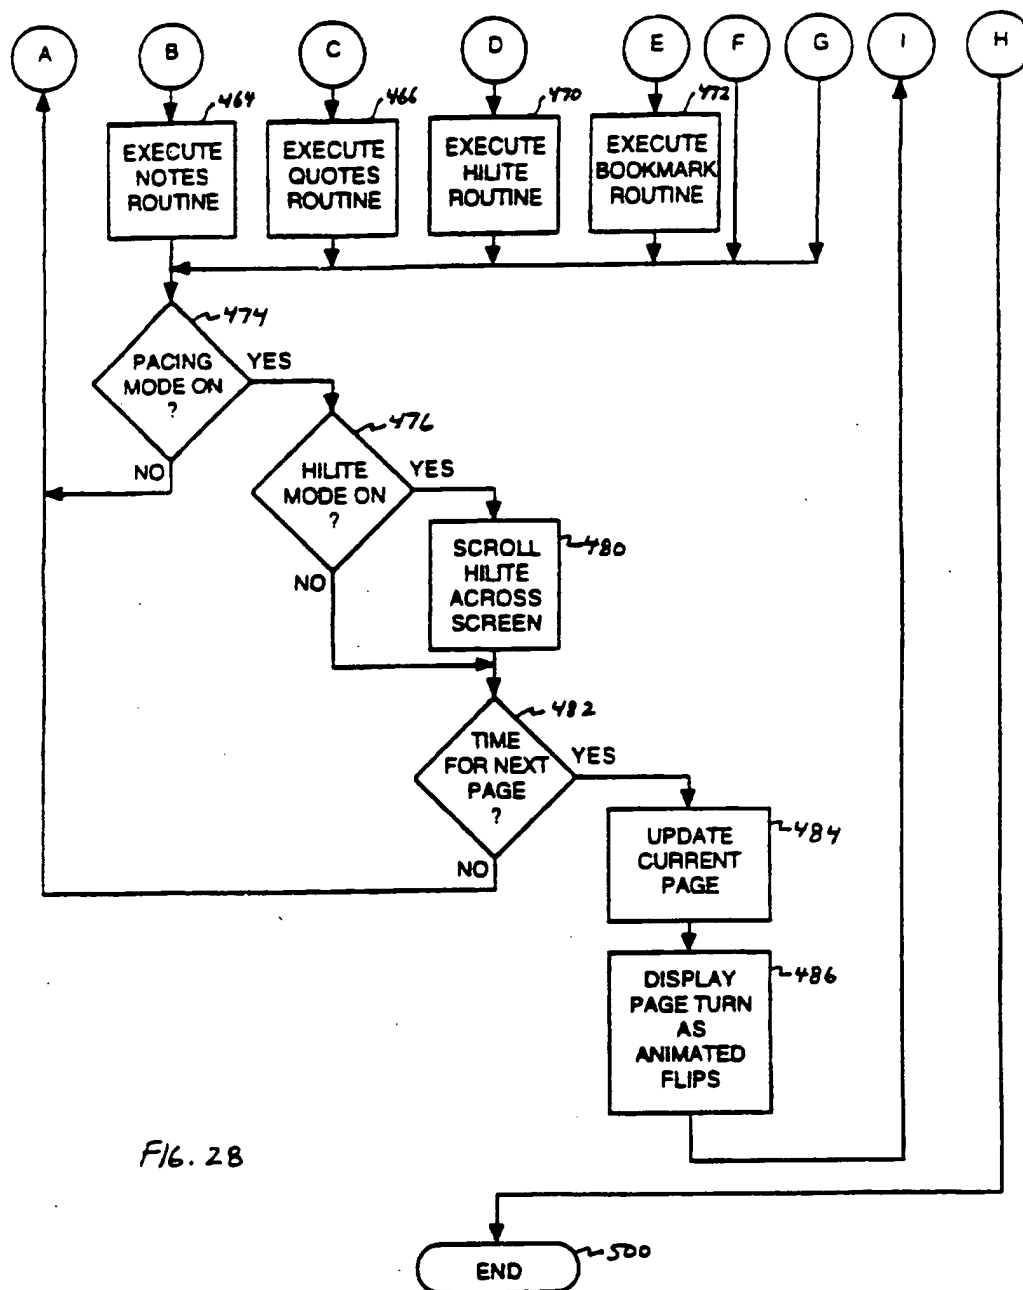 A
B
C
D
E
F
G
I
H
464
466
470
472
EXECUTE
NOTES
ROUTINE
EXECUTE
QUOTES
ROUTINE
EXECUTE
HILITE
ROUTINE
EXECUTE
BOOKMARK
ROUTINE
474
PACING
MODE ON
?
YES
NO
476
HILITE
MODE ON
?
YES
NO
480
SCROLL
HILITE
ACROSS
SCREEN
482
TIME
FOR NEXT
PAGE
?
YES
NO
484
UPDATE
CURRENT
PAGE
486
DISPLAY
PAGE TURN
AS
ANIMATED
FLIPS
FIG. 28
500
END